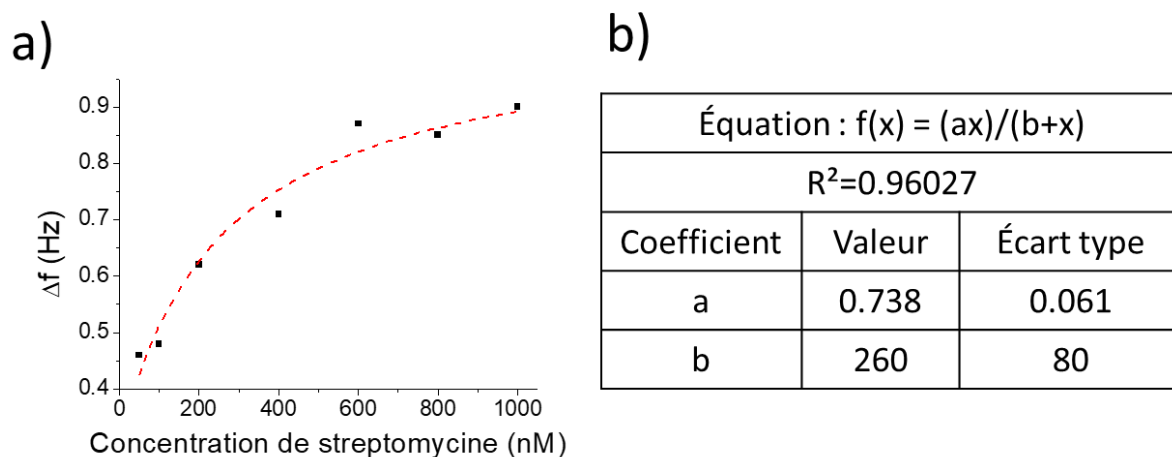 a)
0.9
0.8
0.7
0.6
0.5
0.4
Δf (Hz)
0 200 400 600 800 1000
Concentration de streptomycine (nM)
b)
Équation : f(x) = (ax)/(b+x)
R²=0.96027
Coefficient Valeur Écart type
a 0.738 0.061
b 260 80